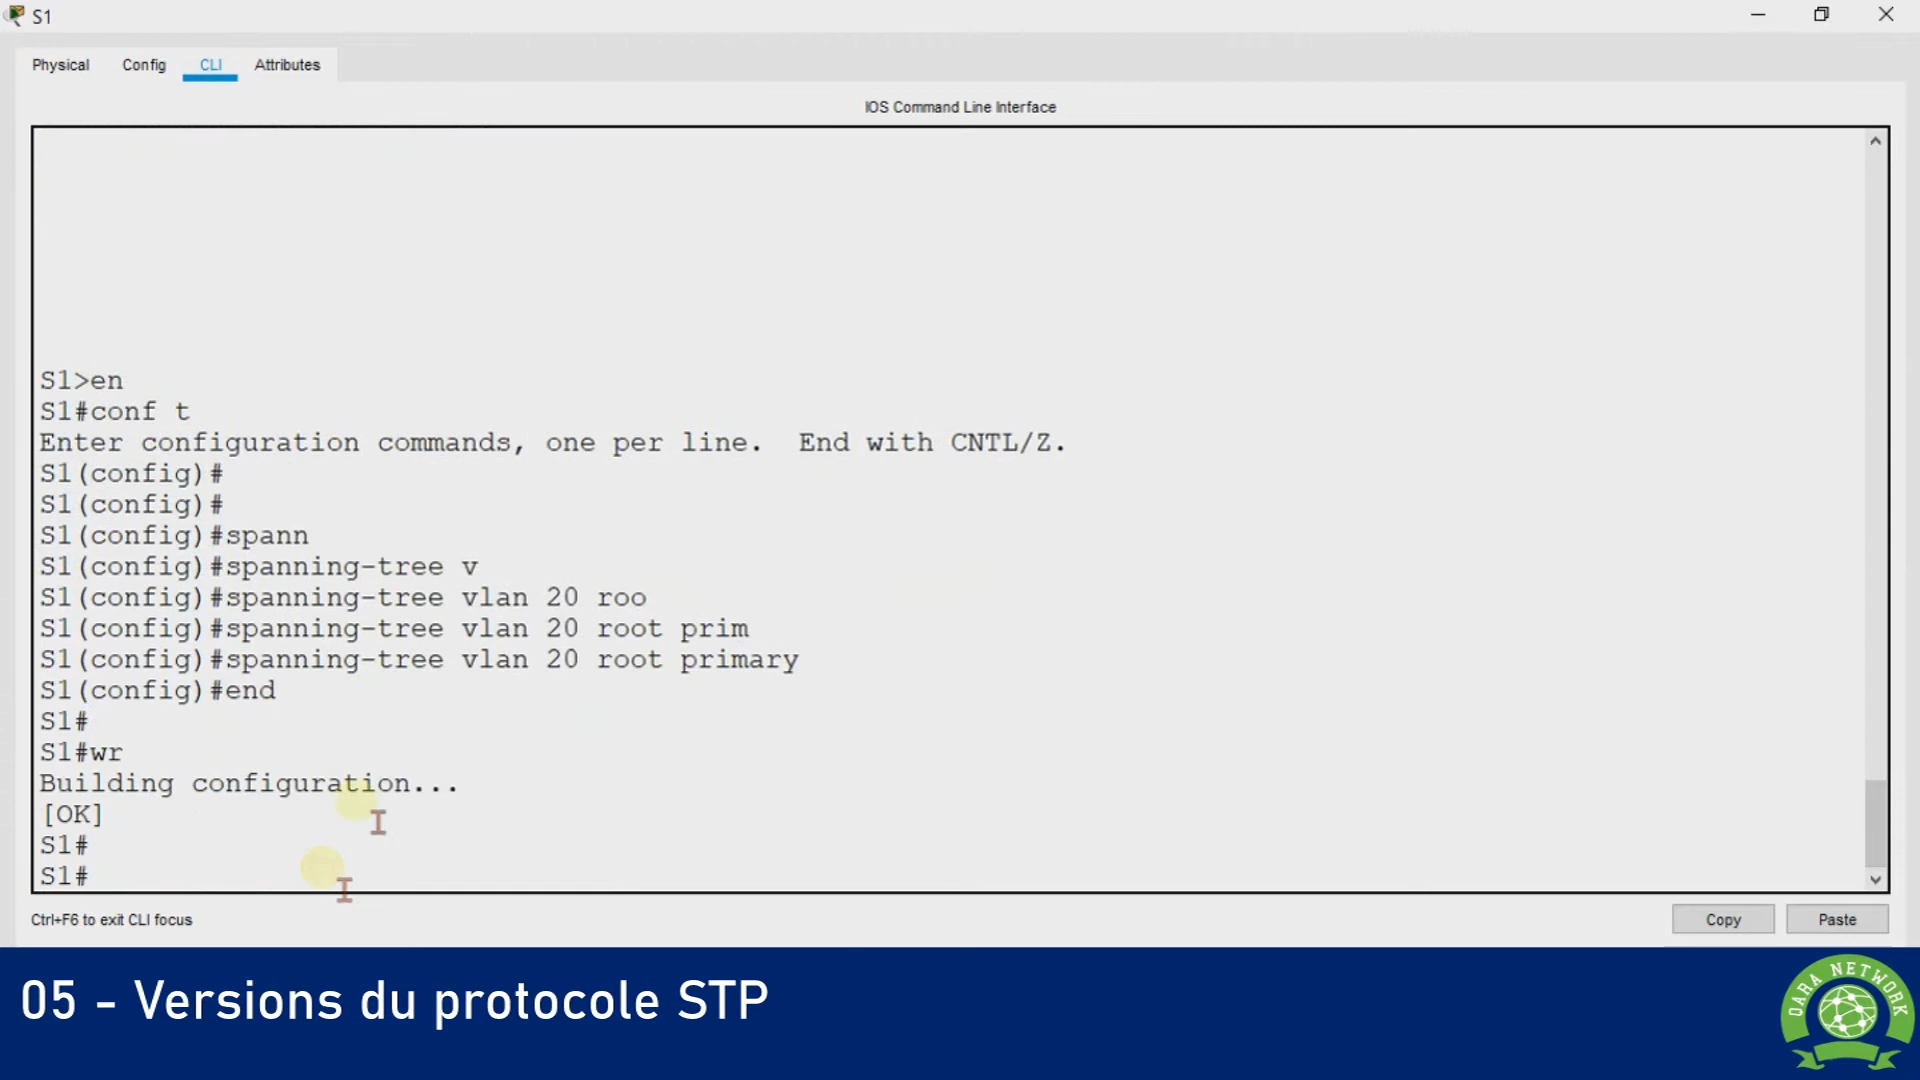 S1
Physical Config CLI Attributes
IOS Command Line Interface
S1>en
S1#conf t
Enter configuration commands, one per line.  End with CNTL/Z.
S1(config)#
S1(config)#
S1(config)#spann
S1(config)#spanning-tree v
S1(config)#spanning-tree vlan 20 roo
S1(config)#spanning-tree vlan 20 root prim
S1(config)#spanning-tree vlan 20 root primary
S1(config)#end
S1#
S1#wr
Building configuration...
[OK]
S1#
S1#
Ctrl+F6 to exit CLI focus
Copy Paste
05 - Versions du protocole STP
OARA NETWORK